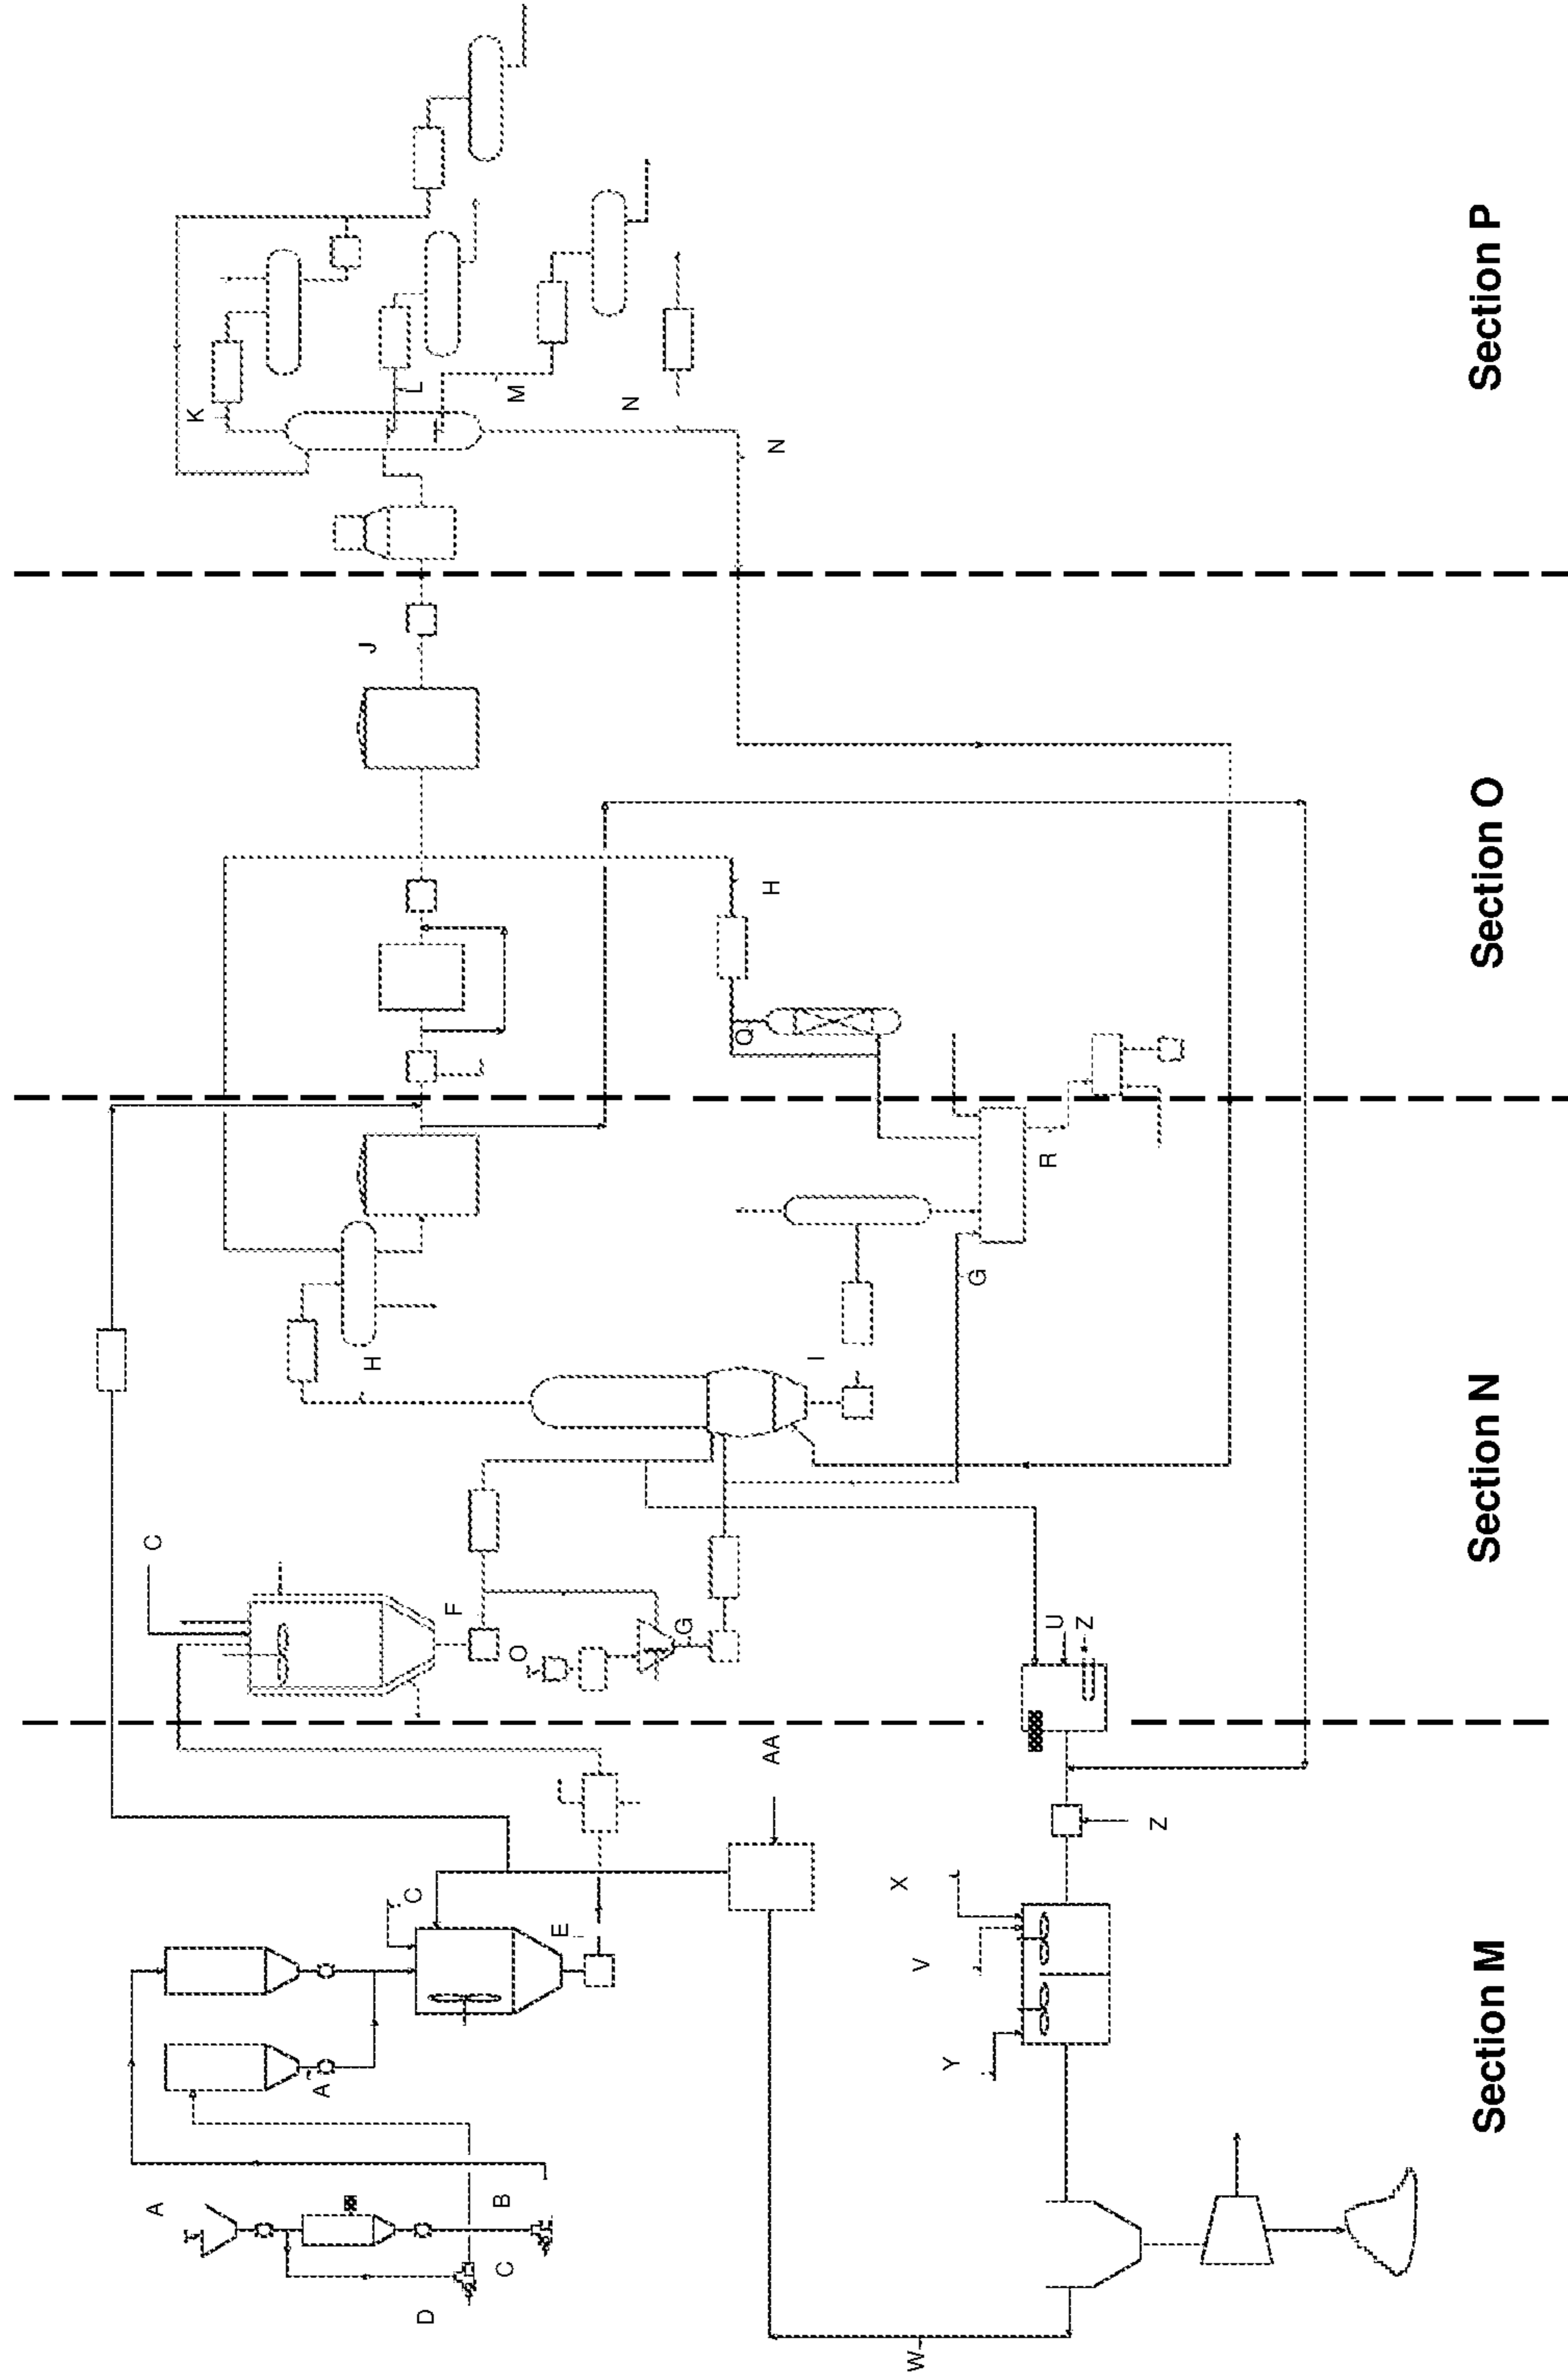 A
C
K
A
H
J
C
L
D
F
B
C
M
O
E
N
G
Q
AA
H
N
I
W
X
V
Y
G
R
U
Z
Z
Section M
Section N
Section O
Section P